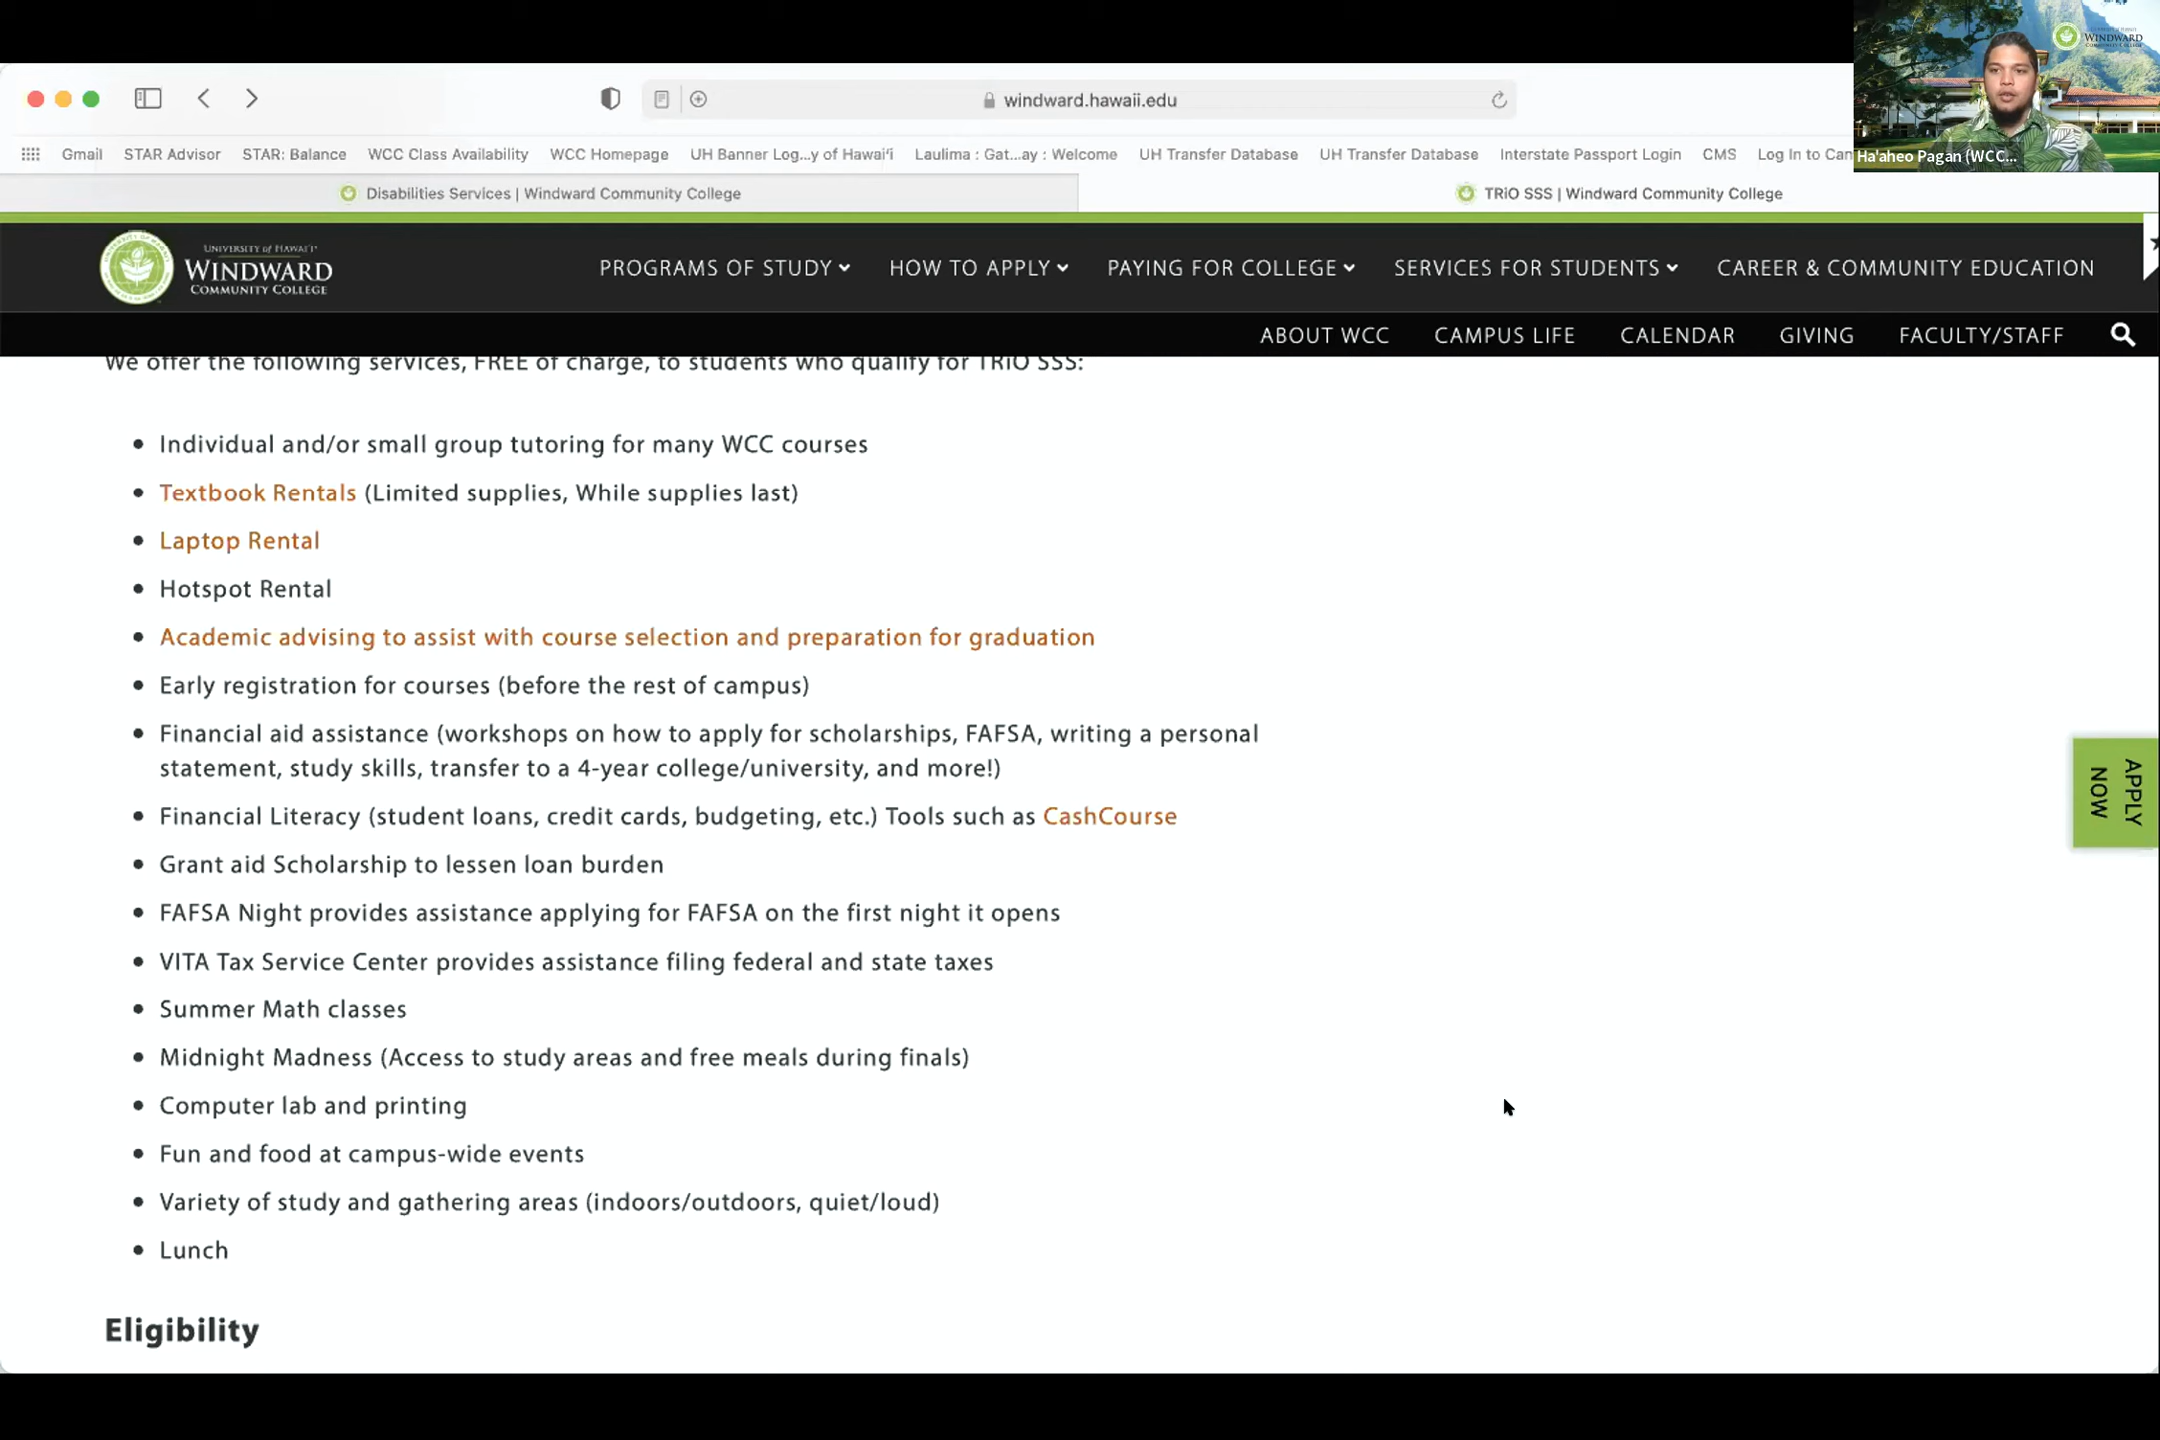 windward.hawaii.edu
WINDWARD
Ha'aheo Pagan (WCC...
Gmail STAR Advisor STAR: Balance WCC Class Availability WCC Homepage UH Banner Log...y of Hawai'i Laulima : Gat...ay : Welcome UH Transfer Database UH Transfer Database Interstate Passport Login CMS Log In to Can
Disabilities Services | Windward Community College TRiO SSS | Windward Community College
UNIVERSITY of HAWAI'I
WINDWARD
COMMUNITY COLLEGE
PROGRAMS OF STUDY HOW TO APPLY PAYING FOR COLLEGE SERVICES FOR STUDENTS CAREER & COMMUNITY EDUCATION
ABOUT WCC CAMPUS LIFE CALENDAR GIVING FACULTY/STAFF
We offer the following services, FREE of charge, to students who qualify for TRiO SSS:
• Individual and/or small group tutoring for many WCC courses
• Textbook Rentals (Limited supplies, While supplies last)
• Laptop Rental
• Hotspot Rental
• Academic advising to assist with course selection and preparation for graduation
• Early registration for courses (before the rest of campus)
• Financial aid assistance (workshops on how to apply for scholarships, FAFSA, writing a personal
statement, study skills, transfer to a 4-year college/university, and more!)
• Financial Literacy (student loans, credit cards, budgeting, etc.) Tools such as CashCourse
• Grant aid Scholarship to lessen loan burden
• FAFSA Night provides assistance applying for FAFSA on the first night it opens
• VITA Tax Service Center provides assistance filing federal and state taxes
• Summer Math classes
• Midnight Madness (Access to study areas and free meals during finals)
• Computer lab and printing
• Fun and food at campus-wide events
• Variety of study and gathering areas (indoors/outdoors, quiet/loud)
• Lunch
APPLY
NOW
Eligibility